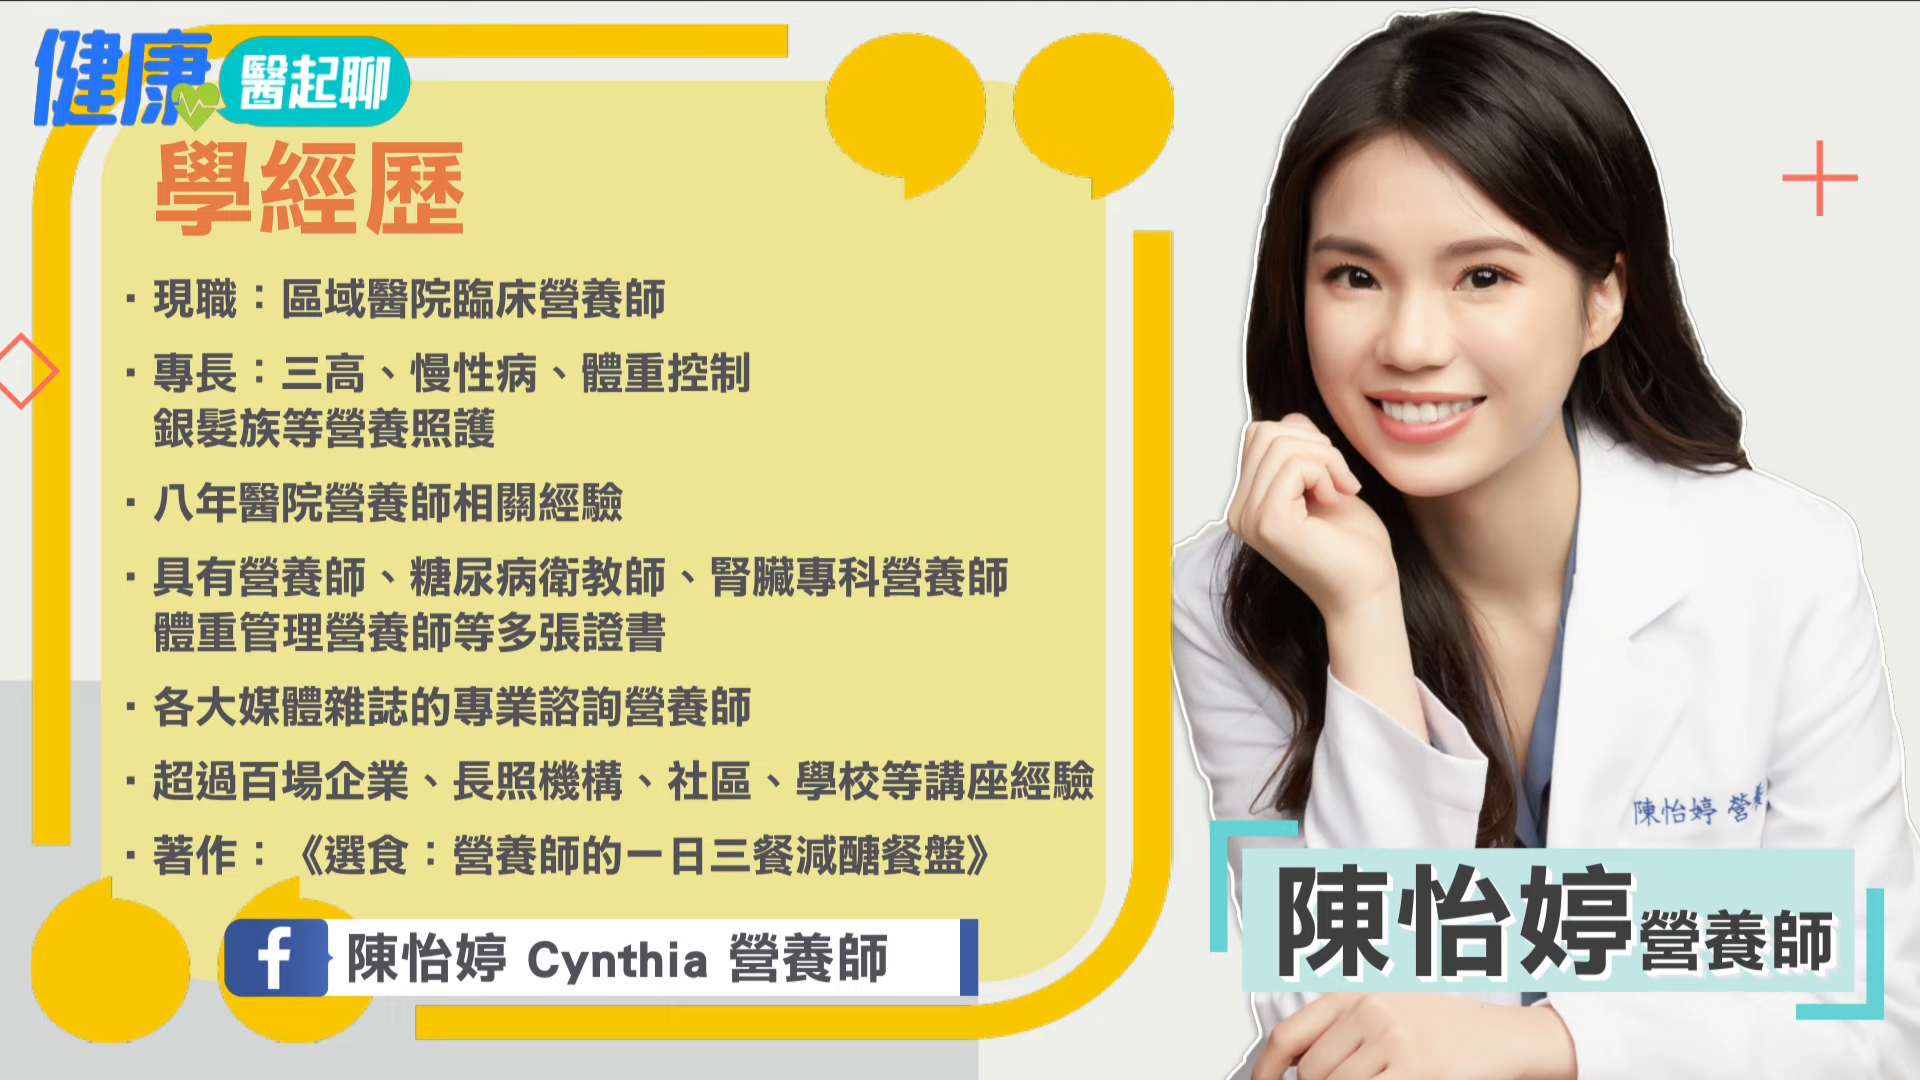 健康醫起聊
學經歷
·現職：區域醫院臨床營養師
·專長：三高、慢性病、體重控制
銀髮族等營養照護
·八年醫院營養師相關經驗
·具有營養師、糖尿病衛教師、腎臟專科營養師
體重管理營養師等多張證書
·各大媒體雜誌的專業諮詢營養師
·超過百場企業、長照機構、社區、學校等講座經驗
·著作：《選食：營養師的一日三餐減醣餐盤》
f 陳怡婷 Cynthia 營養師
陳怡婷 營養
陳怡婷營養師